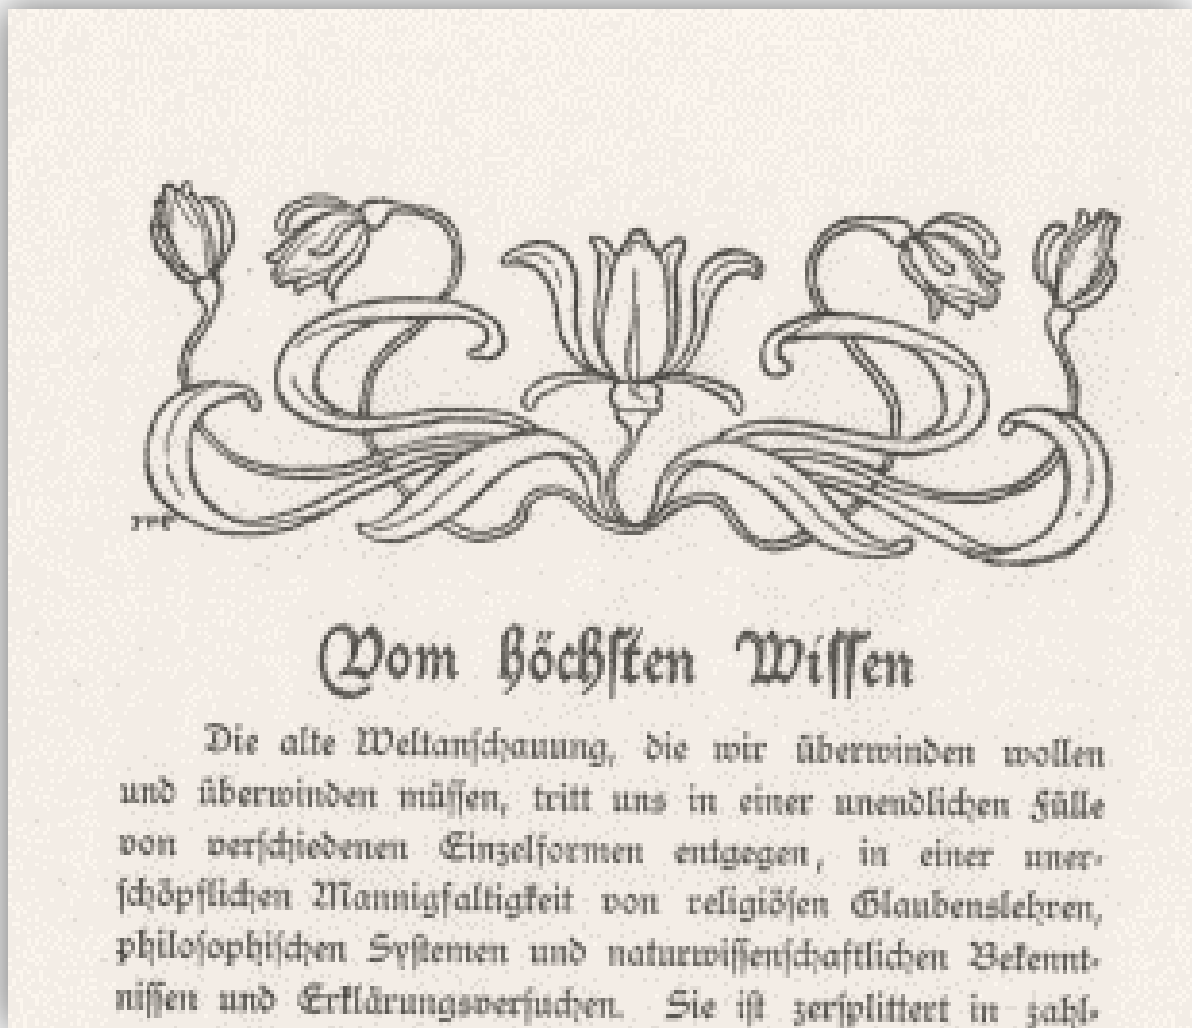 Vom höchsten Wissen
Die alte Weltanschauung, die wir überwinden wollen
und überwinden müssen, tritt uns in einer unendlichen Fülle
von verschiedenen Einzelformen entgegen, in einer uner-
schöpflichen Mannigfaltigkeit von religiösen Glaubenslehren,
philosophischen Systemen und naturwissenschaftlichen Bekennt-
nissen und Erklärungsversuchen. Sie ist zersplittert in zahl-